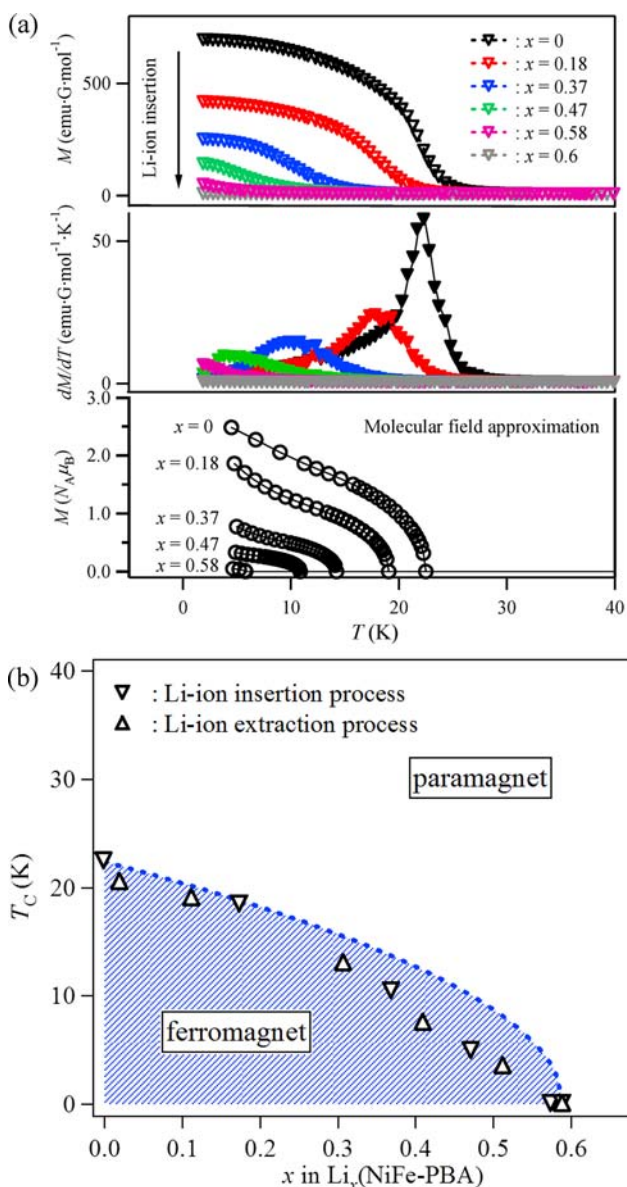 (a)
M (emu·G·mol⁻¹)
500
0
Li-ion insertion
: x = 0
: x = 0.18
: x = 0.37
: x = 0.47
: x = 0.58
: x = 0.6
dM/dT (emu·G·mol⁻¹·K⁻¹)
50
0
M (N_Aμ_B)
3.0
2.0
1.0
0.0
Molecular field approximation
x = 0
x = 0.18
x = 0.37
x = 0.47
x = 0.58
0 10 20 30 40
T (K)
(b)
T_C (K)
40
30
20
10
0
: Li-ion insertion process
: Li-ion extraction process
paramagnet
ferromagnet
0.0 0.1 0.2 0.3 0.4 0.5 0.6
x in Li_x(NiFe-PBA)